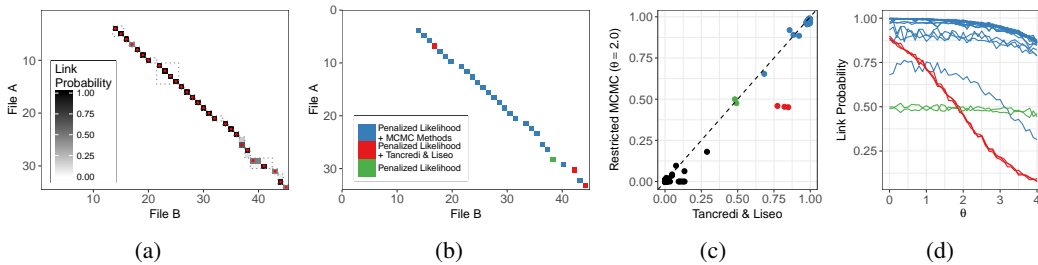 File A
10
20
30
Link
Probability
1.00
0.75
0.50
0.25
0.00
10
20
30
40
File B
(a)
File A
0
10
20
30
Penalized Likelihood
+ MCMC Methods
Penalized Likelihood
+ Tancredi & Liseo
Penalized Likelihood
10
20
30
40
File B
(b)
Restricted MCMC (θ = 2.0)
1.00
0.75
0.50
0.25
0.00
0.00
0.25
0.50
0.75
1.00
Tancredi & Liseo
(c)
Link Probability
1.00
0.75
0.50
0.25
0
1
2
3
4
θ
(d)